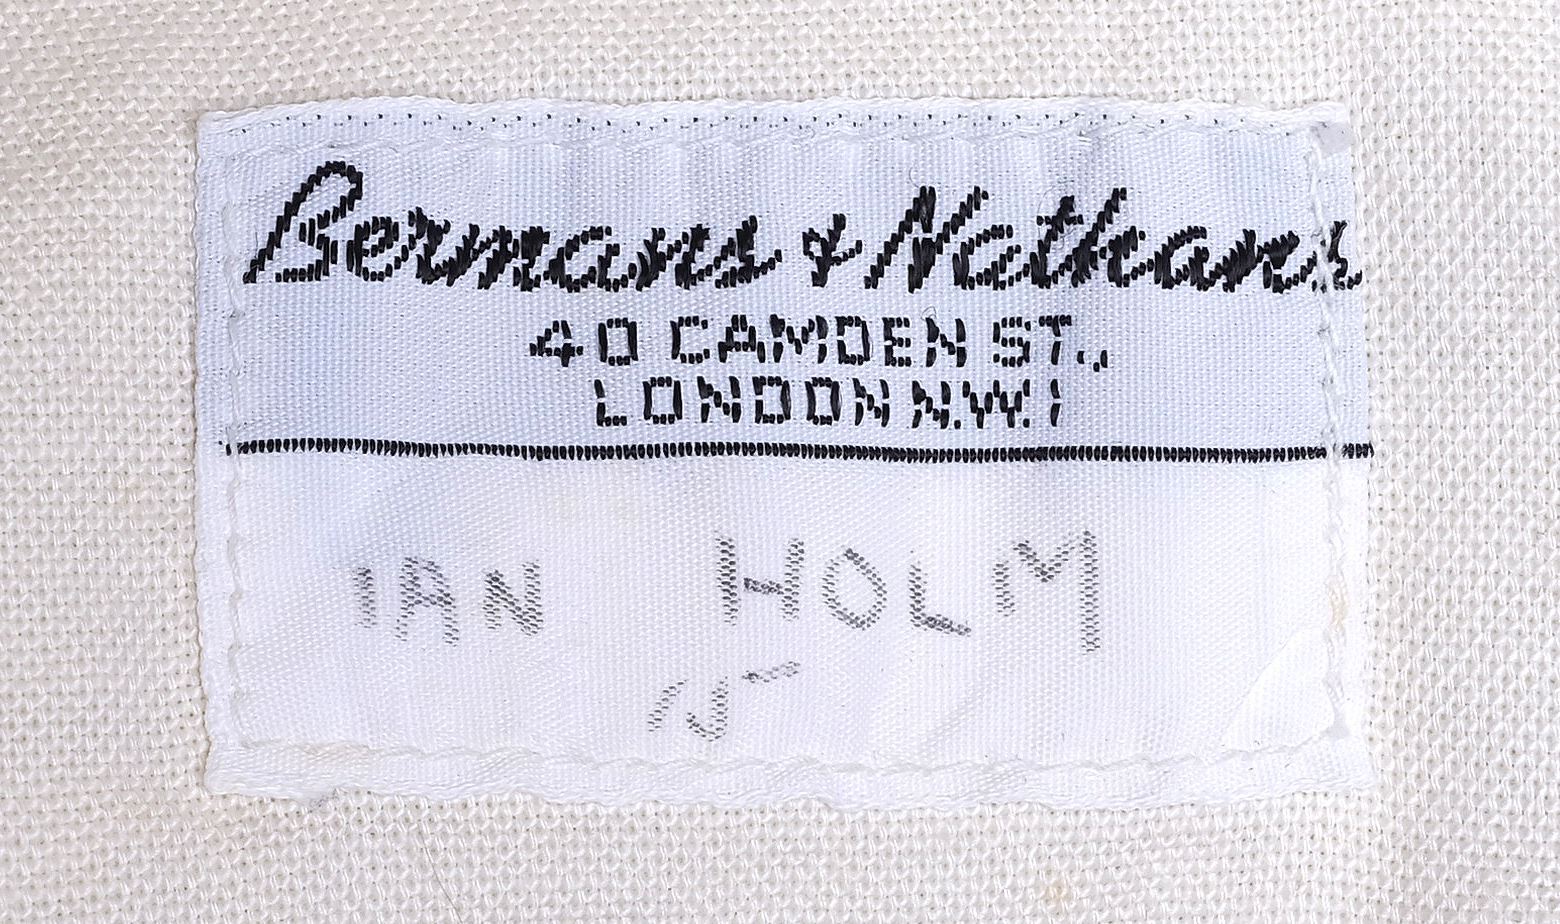 Bermans & Nathans
40 CAMDEN ST.,
LONDON N.W.1
IAN HOLM